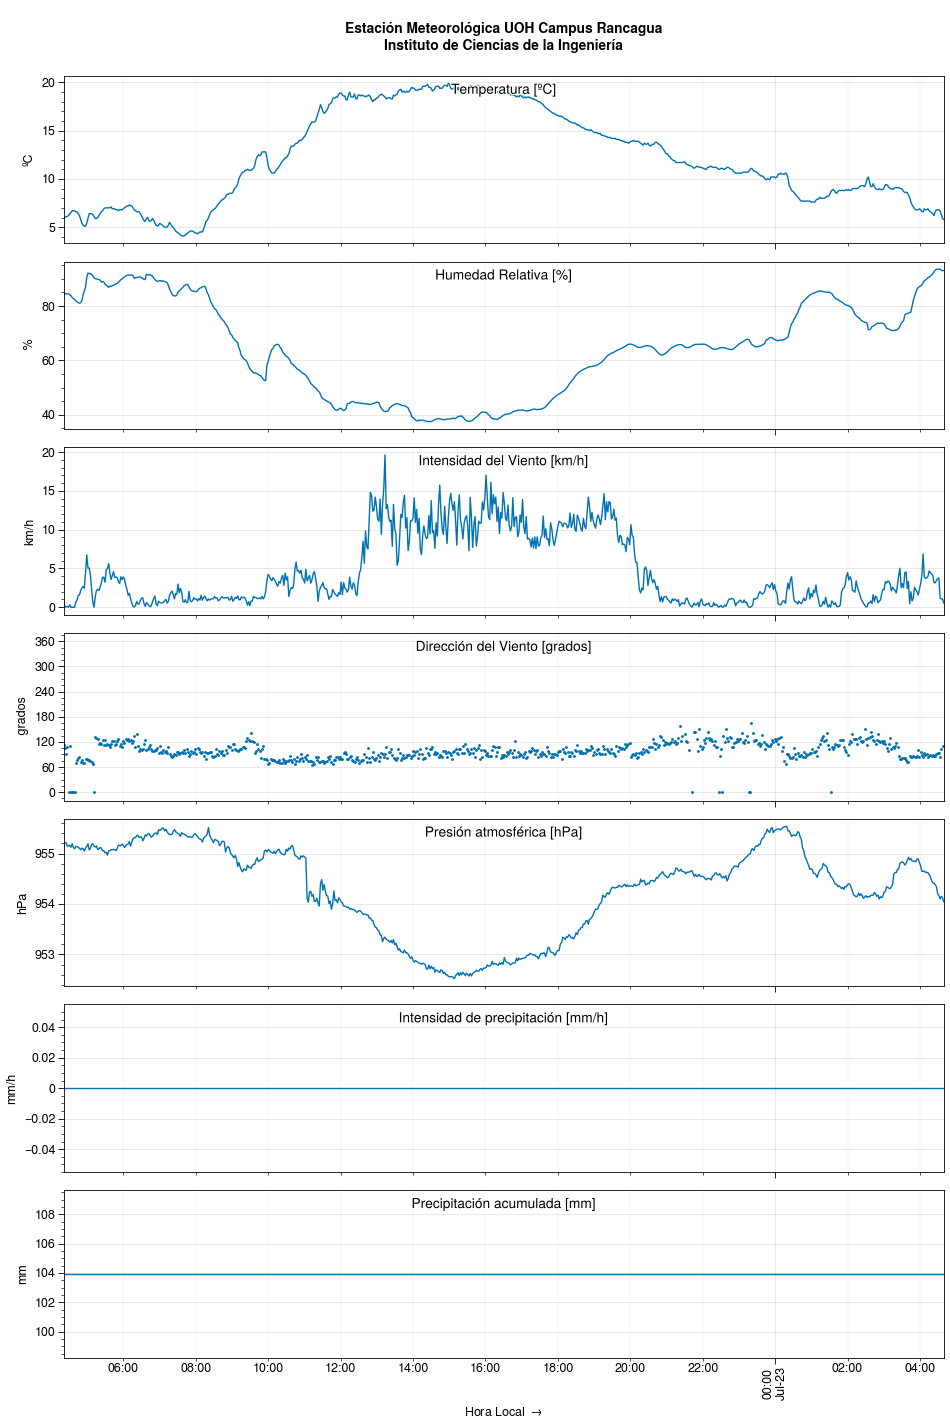 Estación Meteorológica UOH Campus Rancagua
Instituto de Ciencias de la Ingeniería
Temperatura [ºC]
20
15
10
5
ºC
Humedad Relativa [%]
80
60
40
%
Intensidad del Viento [km/h]
20
15
10
5
0
km/h
Dirección del Viento [grados]
360
300
240
180
120
60
0
grados
Presión atmosférica [hPa]
955
954
953
hPa
Intensidad de precipitación [mm/h]
0.04
0.02
0
−0.02
−0.04
mm/h
Precipitación acumulada [mm]
108
106
104
102
100
mm
06:00 08:00 10:00 12:00 14:00 16:00 18:00 20:00 22:00 00:00 02:00 04:00
Jul-23
Hora Local →